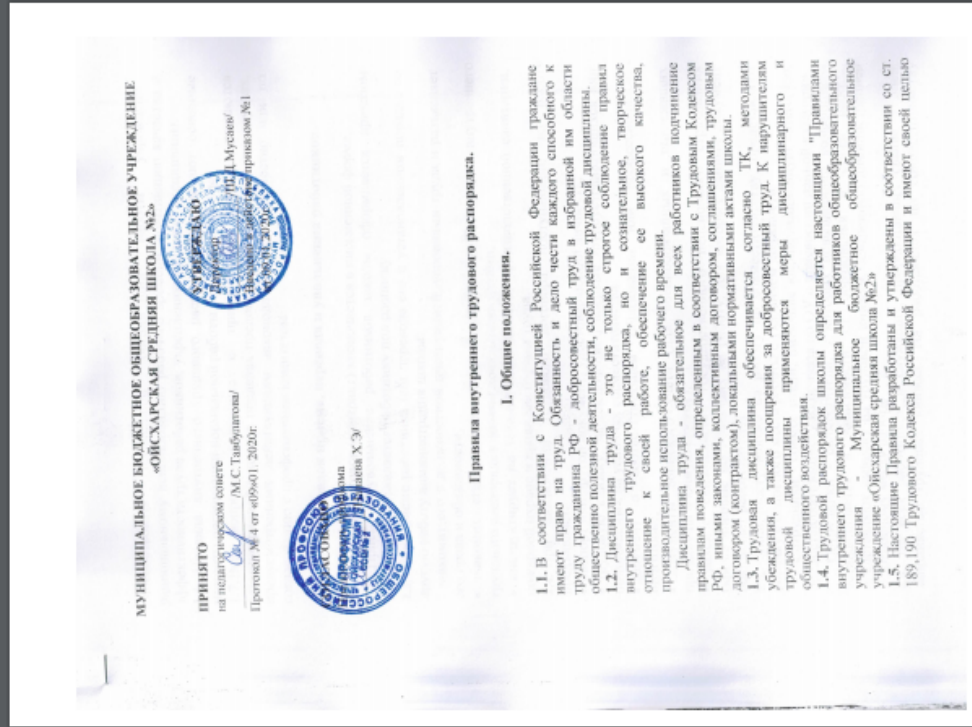 МУНИЦИПАЛЬНОЕ БЮДЖЕТНОЕ ОБЩЕОБРАЗОВАТЕЛЬНОЕ УЧРЕЖДЕНИЕ
«ОЙСХАРСКАЯ СРЕДНЯЯ ШКОЛА №2»
ПРИНЯТО
на педагогическом совете
/М.С.Тавбулатова/
Протокол № 4 от «09»01. 2020г.
УТВЕРЖДАЮ
Директор
Мусаев/
приказом №1
2020г.
ПРОФКОМ
Х.Э/
ПРОФСОЮЗ ОБРАЗОВАНИЯ
Правила внутреннего трудового распорядка.
I. Общие положения.
1.1. В соответствии с Конституцией Российской Федерации граждане
имеют право на труд. Обязанность и дело чести каждого способного к
труду гражданина РФ - добросовестный труд в избранной им области
общественно полезной деятельности, соблюдение трудовой дисциплины.
1.2. Дисциплина труда - это не только строгое соблюдение правил
внутреннего трудового распорядка, но и сознательное, творческое
отношение к своей работе, обеспечение ее высокого качества,
производительное использование рабочего времени.
Дисциплина труда - обязательное для всех работников подчинение
правилам поведения, определенным в соответствии с Трудовым Кодексом
РФ, иными законами, коллективным договором, соглашениями, трудовым
договором (контрактом), локальными нормативными актами школы.
1.3. Трудовая дисциплина обеспечивается согласно ТК, методами
убеждения, а также поощрения за добросовестный труд. К нарушителям
трудовой дисциплины применяются меры дисциплинарного и
общественного воздействия.
1.4. Трудовой распорядок школы определяется настоящими "Правилами
внутреннего трудового распорядка для работников общеобразовательного
учреждения - Муниципальное бюджетное общеобразовательное
учреждение «Ойсхарская средняя школа №2»
1.5. Настоящие Правила разработаны и утверждены в соответствии со ст.
189,190 Трудового Кодекса Российской Федерации и имеют своей целью